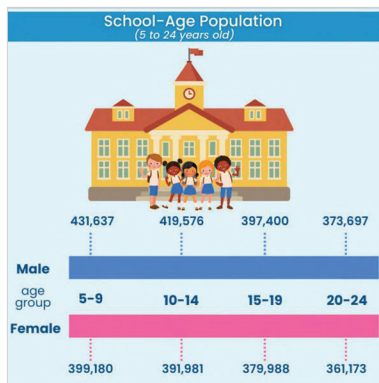 School-Age Population
(5 to 24 years old)
431,637 419,576 397,400 373,697
Male
age group 5-9 10-14 15-19 20-24
Female
399,180 391,981 379,988 361,173